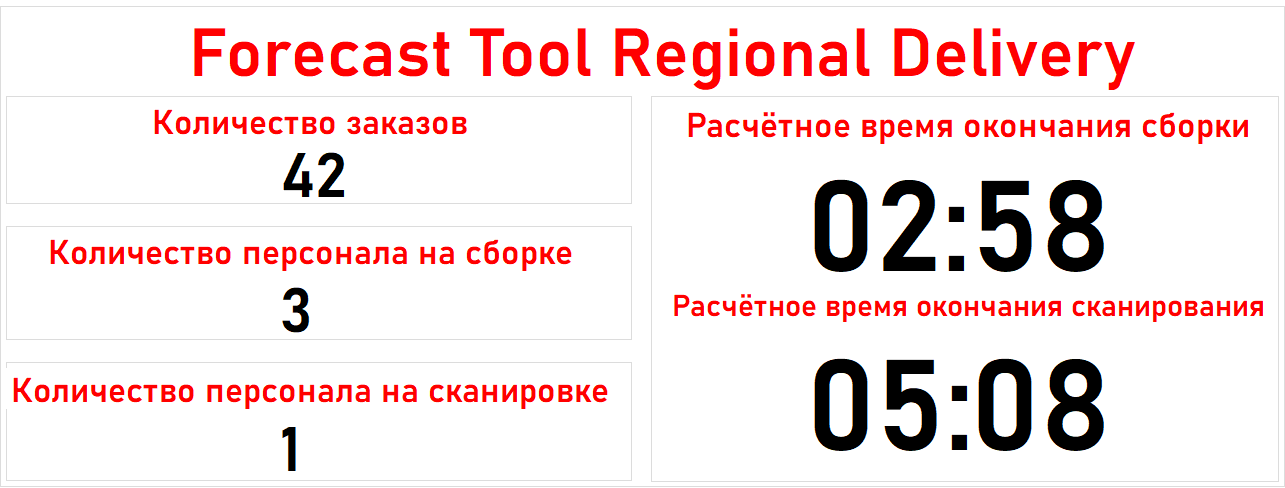 Forecast Tool Regional Delivery
Количество заказов
42
Количество персонала на сборке
3
Количество персонала на сканировке
1
Расчётное время окончания сборки
02:58
Расчётное время окончания сканирования
05:08